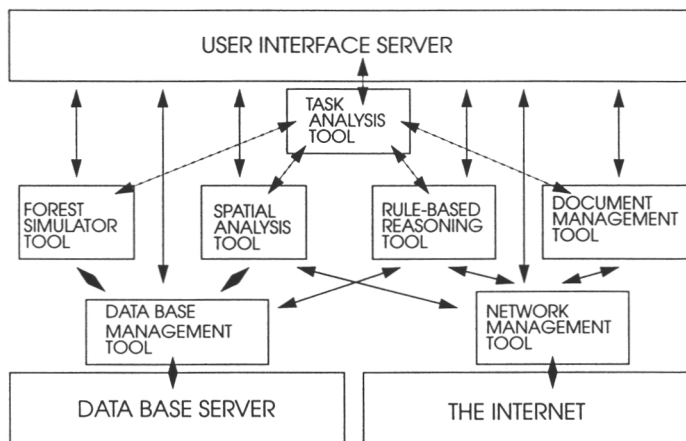 USER INTERFACE SERVER
TASK
ANALYSIS
TOOL
FOREST
SIMULATOR
TOOL
SPATIAL
ANALYSIS
TOOL
RULE-BASED
REASONING
TOOL
DOCUMENT
MANAGEMENT
TOOL
DATA BASE
MANAGEMENT
TOOL
NETWORK
MANAGEMENT
TOOL
DATA BASE SERVER
THE INTERNET